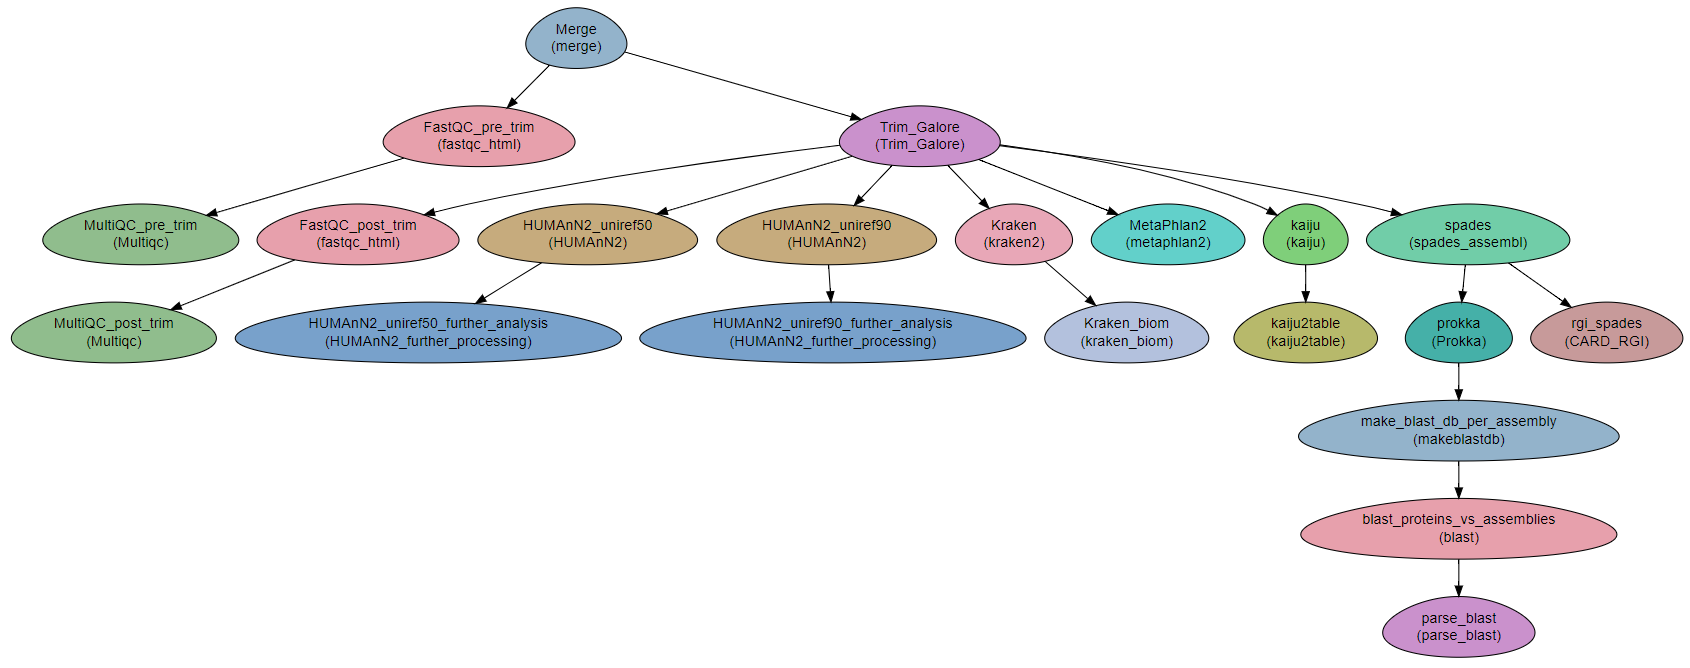 Merge
(merge)
FastQC_pre_trim
(fastqc_html)
Trim_Galore
(Trim_Galore)
MultiQC_pre_trim
(Multiqc)
FastQC_post_trim
(fastqc_html)
HUMAnN2_uniref50
(HUMAnN2)
HUMAnN2_uniref90
(HUMAnN2)
Kraken
(kraken2)
MetaPhlan2
(metaphlan2)
kaiju
(kaiju)
spades
(spades_assembl)
MultiQC_post_trim
(Multiqc)
HUMAnN2_uniref50_further_analysis
(HUMAnN2_further_processing)
HUMAnN2_uniref90_further_analysis
(HUMAnN2_further_processing)
Kraken_biom
(kraken_biom)
kaiju2table
(kaiju2table)
prokka
(Prokka)
rgi_spades
(CARD_RGI)
make_blast_db_per_assembly
(makeblastdb)
blast_proteins_vs_assemblies
(blast)
parse_blast
(parse_blast)